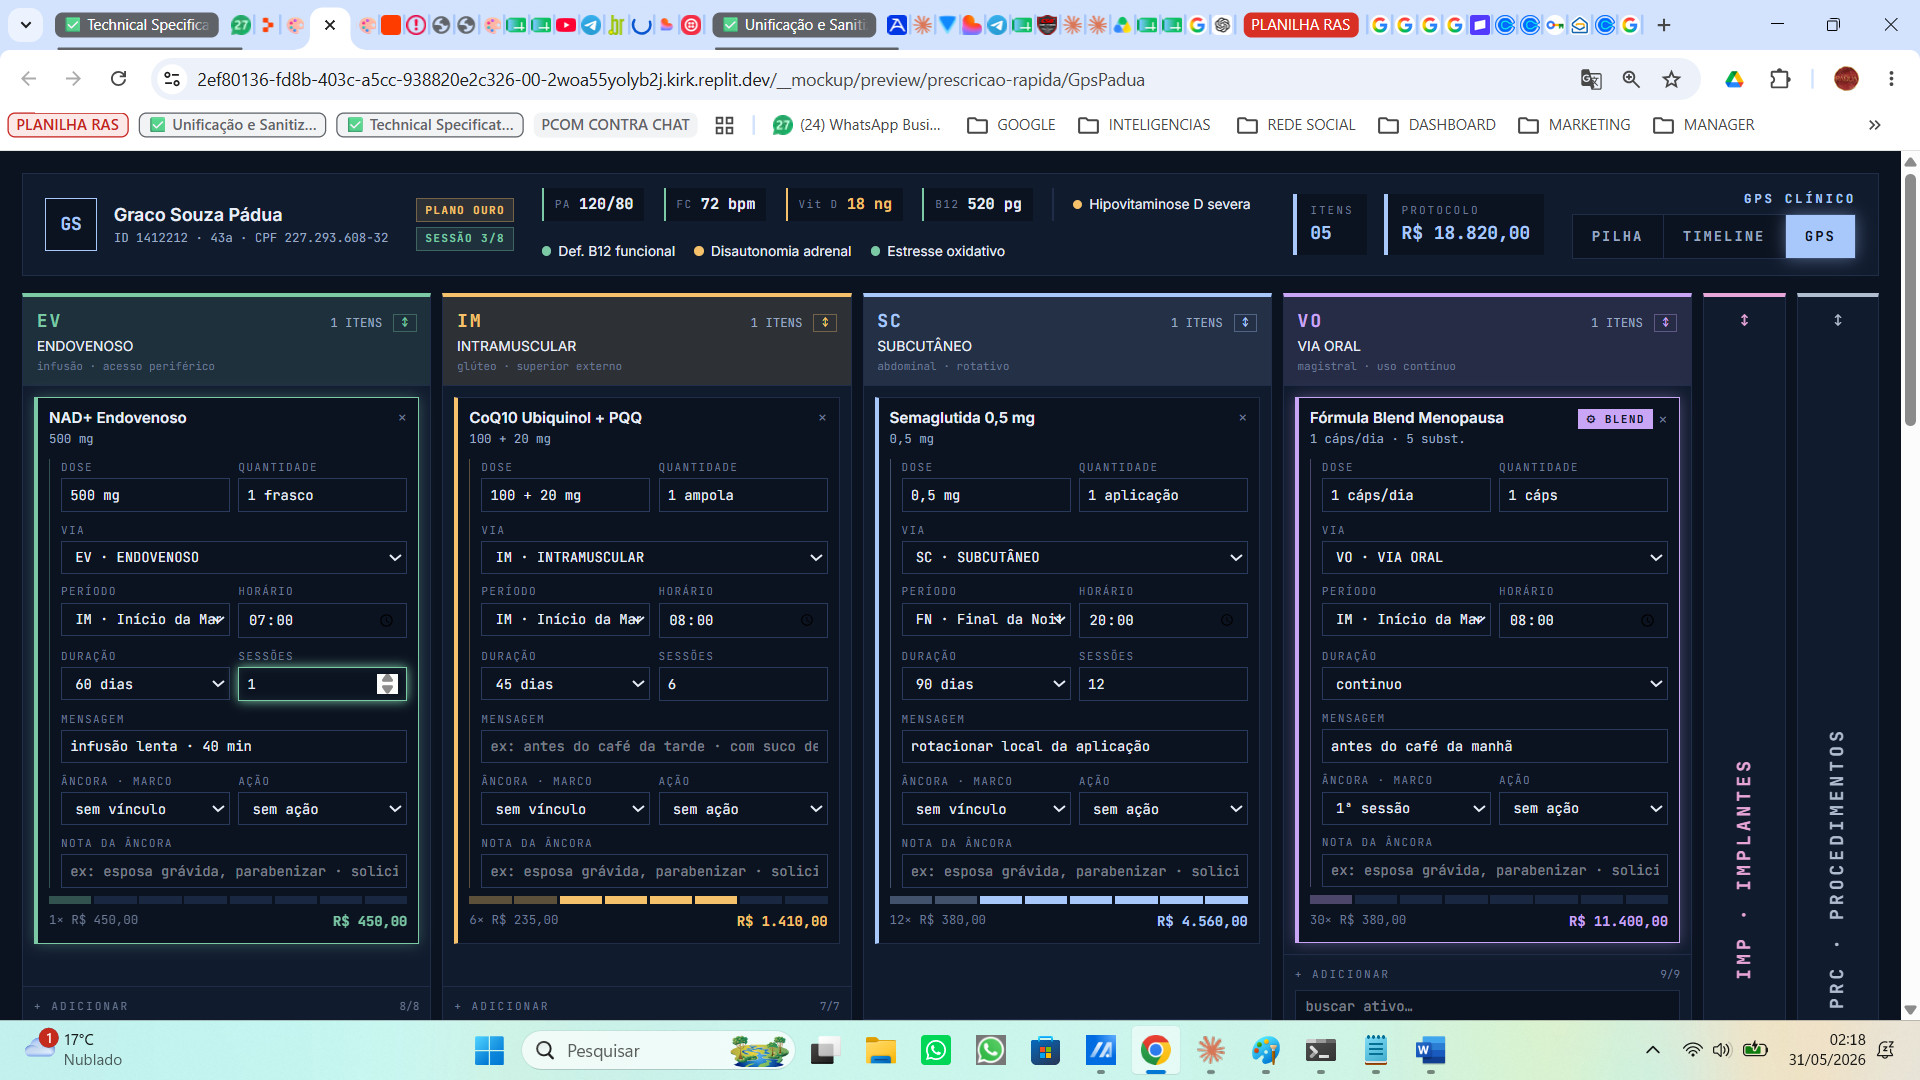 Technical Specifica
27
Unificação e Saniti
PLANILHA RAS
2ef80136-fd8b-403c-a5cc-938820e2c326-00-2woa55yolyb2j.kirk.replit.dev/__mockup/preview/prescricao-rapida/GpsPadua
PLANILHA RAS
Unificação e Sanitiz...
Technical Specificat...
PCOM CONTRA CHAT
27 (24) WhatsApp Busi...
GOOGLE
INTELIGENCIAS
REDE SOCIAL
DASHBOARD
MARKETING
MANAGER
»
GS
Graco Souza Pádua
ID 1412212 · 43a · CPF 227.293.608-32
PLANO OURO
SESSÃO 3/8
PA 120/80
FC 72 bpm
Vit D 18 ng
B12 520 pg
Hipovitaminose D severa
Def. B12 funcional
Disautonomia adrenal
Estresse oxidativo
ITENS
05
PROTOCOLO
R$ 18.820,00
GPS CLÍNICO
PILHA
TIMELINE
GPS
EV
1 ITENS
ENDOVENOSO
infusão · acesso periférico
NAD+ Endovenoso
×
500 mg
DOSE
QUANTIDADE
500 mg
1 frasco
VIA
EV · ENDOVENOSO
PERÍODO
HORÁRIO
IM · Início da Mar
07:00
DURAÇÃO
SESSÕES
60 dias
1
MENSAGEM
infusão lenta · 40 min
ÂNCORA · MARCO
AÇÃO
sem vínculo
sem ação
NOTA DA ÂNCORA
ex: esposa grávida, parabenizar · solici
1× R$ 450,00
R$ 450,00
+ ADICIONAR
8/8
IM
1 ITENS
INTRAMUSCULAR
glúteo · superior externo
CoQ10 Ubiquinol + PQQ
×
100 + 20 mg
DOSE
QUANTIDADE
100 + 20 mg
1 ampola
VIA
IM · INTRAMUSCULAR
PERÍODO
HORÁRIO
IM · Início da Mar
08:00
DURAÇÃO
SESSÕES
45 dias
6
MENSAGEM
ex: antes do café da tarde · com suco de
ÂNCORA · MARCO
AÇÃO
sem vínculo
sem ação
NOTA DA ÂNCORA
ex: esposa grávida, parabenizar · solici
6× R$ 235,00
R$ 1.410,00
+ ADICIONAR
7/7
SC
1 ITENS
SUBCUTÂNEO
abdominal · rotativo
Semaglutida 0,5 mg
×
0,5 mg
DOSE
QUANTIDADE
0,5 mg
1 aplicação
VIA
SC · SUBCUTÂNEO
PERÍODO
HORÁRIO
FN · Final da Noit
20:00
DURAÇÃO
SESSÕES
90 dias
12
MENSAGEM
rotacionar local da aplicação
ÂNCORA · MARCO
AÇÃO
sem vínculo
sem ação
NOTA DA ÂNCORA
ex: esposa grávida, parabenizar · solici
12× R$ 380,00
R$ 4.560,00
VO
1 ITENS
VIA ORAL
magistral · uso contínuo
Fórmula Blend Menopausa
BLEND
×
1 cáps/dia · 5 subst.
DOSE
QUANTIDADE
1 cáps/dia
1 cáps
VIA
VO · VIA ORAL
PERÍODO
HORÁRIO
IM · Início da Mar
08:00
DURAÇÃO
continuo
MENSAGEM
antes do café da manhã
ÂNCORA · MARCO
AÇÃO
1ª sessão
sem ação
NOTA DA ÂNCORA
ex: esposa grávida, parabenizar · solici
30× R$ 380,00
R$ 11.400,00
+ ADICIONAR
9/9
buscar ativo…
IMP · IMPLANTES
PRC · PROCEDIMENTOS
1
17°C
Nublado
Pesquisar
02:18
31/05/2026